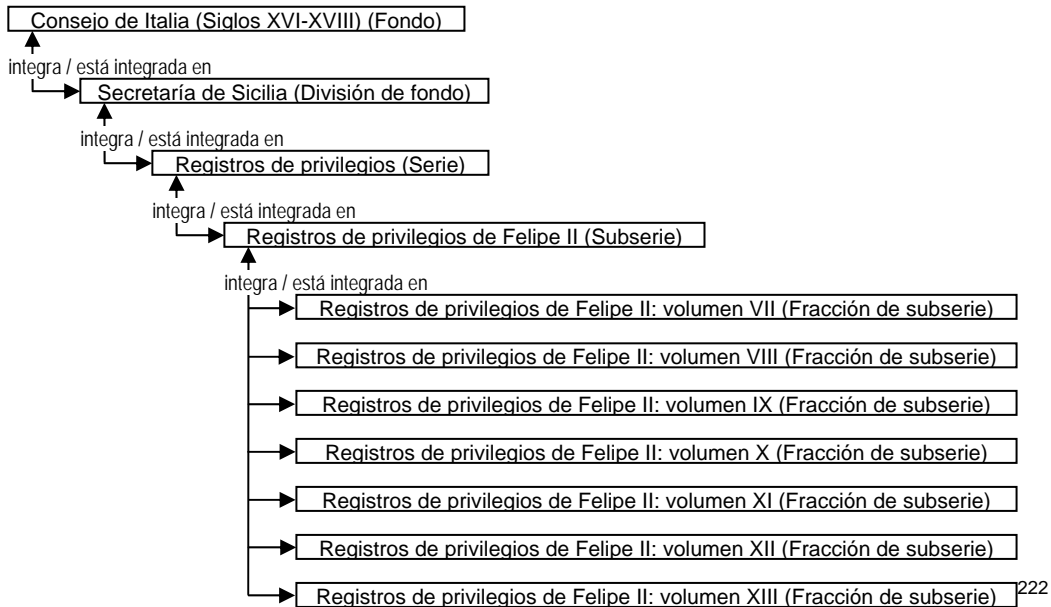 Consejo de Italia (Siglos XVI-XVIII) (Fondo)
integra / está integrada en
Secretaría de Sicilia (División de fondo)
integra / está integrada en
Registros de privilegios (Serie)
integra / está integrada en
Registros de privilegios de Felipe II (Subserie)
integra / está integrada en
Registros de privilegios de Felipe II: volumen VII (Fracción de subserie)
Registros de privilegios de Felipe II: volumen VIII (Fracción de subserie)
Registros de privilegios de Felipe II: volumen IX (Fracción de subserie)
Registros de privilegios de Felipe II: volumen X (Fracción de subserie)
Registros de privilegios de Felipe II: volumen XI (Fracción de subserie)
Registros de privilegios de Felipe II: volumen XII (Fracción de subserie)
Registros de privilegios de Felipe II: volumen XIII (Fracción de subserie) 222